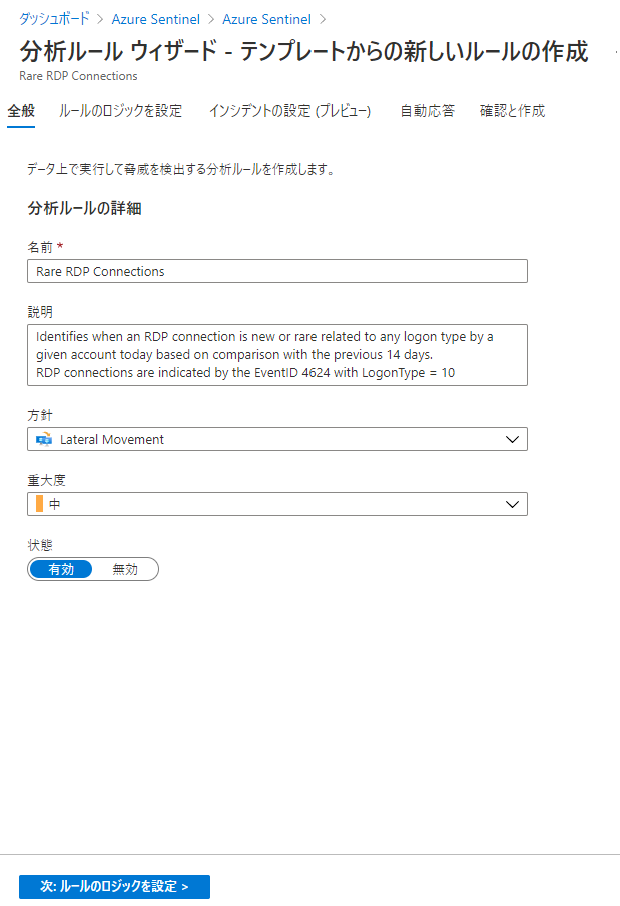 ダッシュボード > Azure Sentinel > Azure Sentinel >
分析ルール ウィザード - テンプレートからの新しいルールの作成
Rare RDP Connections
全般 ルールのロジックを設定 インシデントの設定 (プレビュー) 自動応答 確認と作成
データ上で実行して脅威を検出する分析ルールを作成します。
分析ルールの詳細
名前 *
Rare RDP Connections
説明
Identifies when an RDP connection is new or rare related to any logon type by a
given account today based on comparison with the previous 14 days.
RDP connections are indicated by the EventID 4624 with LogonType = 10
方針
Lateral Movement
重大度
中
状態
有効 無効
次: ルールのロジックを設定 >